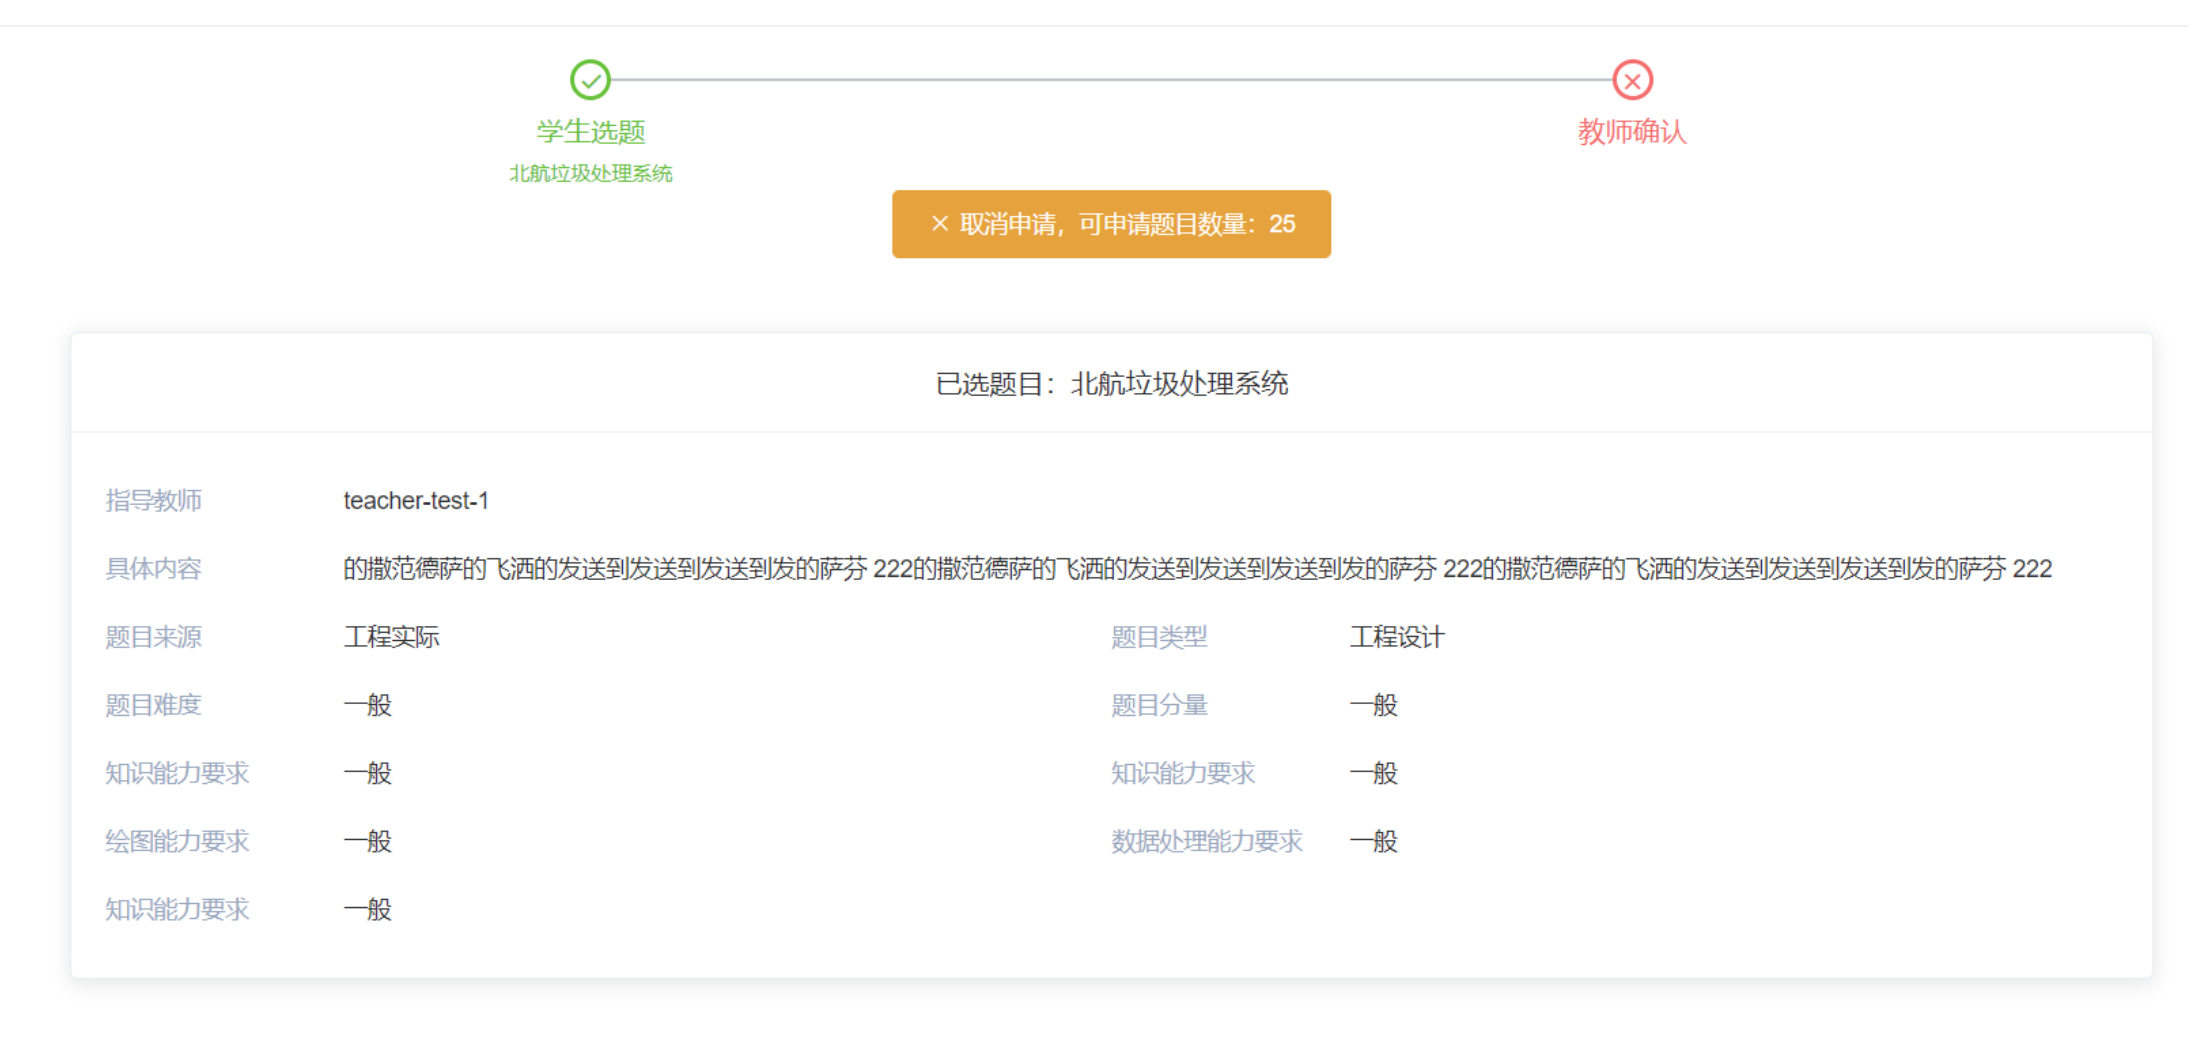 学生选题
教师确认
北航垃圾处理系统
取消申请，可申请题目数量：25
已选题目：北航垃圾处理系统
指导教师 teacher-test-1
具体内容 的撒范德萨的飞洒的发送到发送到发送到发的萨芬 222的撒范德萨的飞洒的发送到发送到发送到发的萨芬 222的撒范德萨的飞洒的发送到发送到发送到发的萨芬 222
题目来源 工程实际 题目类型 工程设计
题目难度 一般 题目分量 一般
知识能力要求 一般 知识能力要求 一般
绘图能力要求 一般 数据处理能力要求 一般
知识能力要求 一般